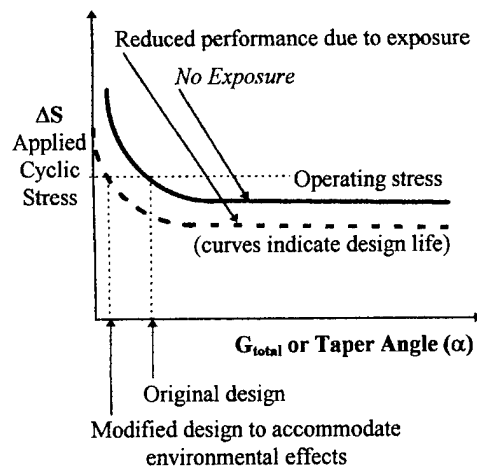 Reduced performance due to exposure
No Exposure
ΔS
Applied
Cyclic
Stress
Operating stress
(curves indicate design life)
G_total or Taper Angle (α)
Original design
Modified design to accommodate
environmental effects